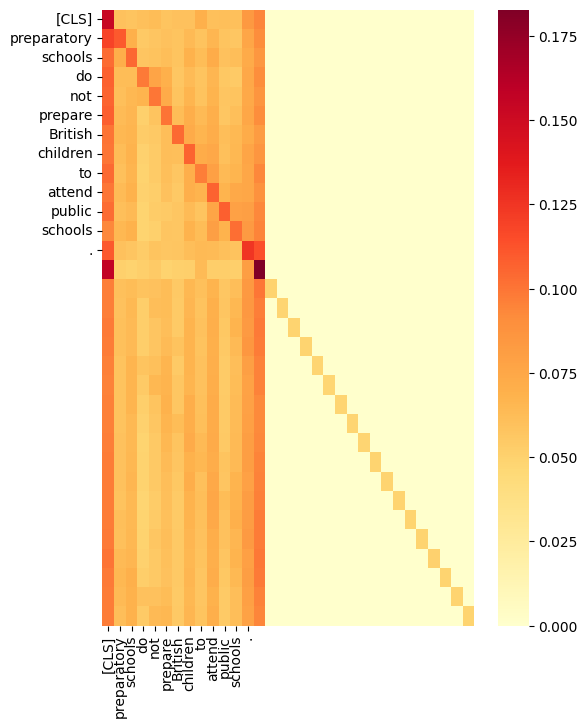 [CLS]
preparatory
schools
do
not
prepare
British
children
to
attend
public
schools
.
0.175
0.150
0.125
0.100
0.075
0.050
0.025
0.000
[CLS]
preparatory
schools
do
not
prepare
British
children
to
attend
public
schools
.